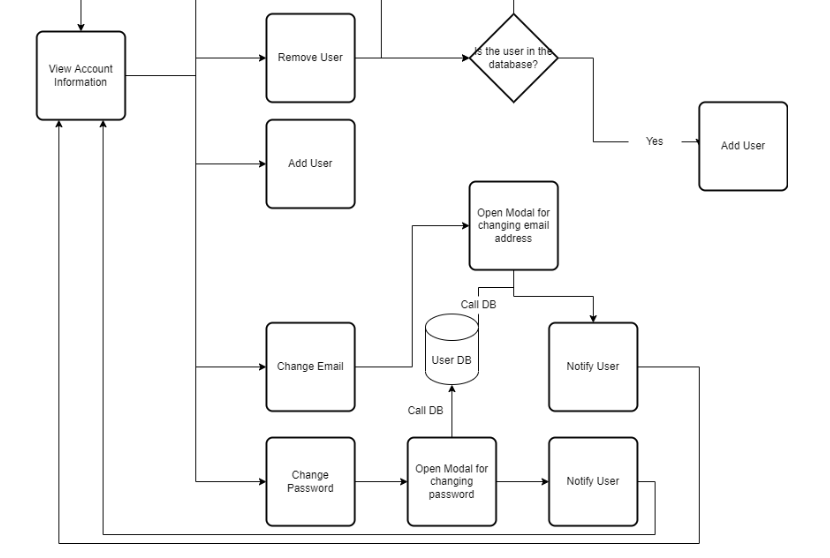 View Account
Information
Remove User
Is the user in the
database?
Yes
Add User
Add User
Open Modal for
changing email
address
Call DB
Change Email
User DB
Notify User
Call DB
Change
Password
Open Modal for
changing
password
Notify User